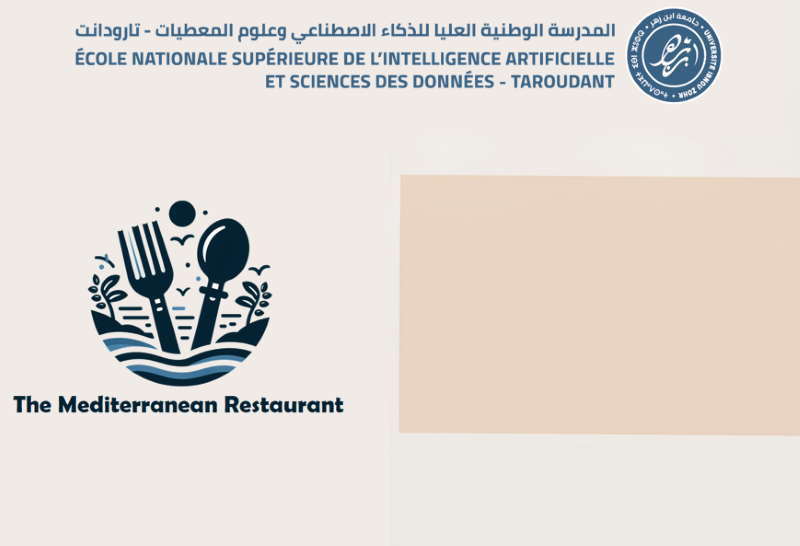 المدرسة الوطنية العليا للذكاء الاصطناعي وعلوم المعطيات - تارودانت
ÉCOLE NATIONALE SUPÉRIEURE DE L'INTELLIGENCE ARTIFICIELLE
ET SCIENCES DES DONNÉES - TAROUDANT
جامعة ابن زهر
UNIVERSITE IBNOU ZOHR
The Mediterranean Restaurant